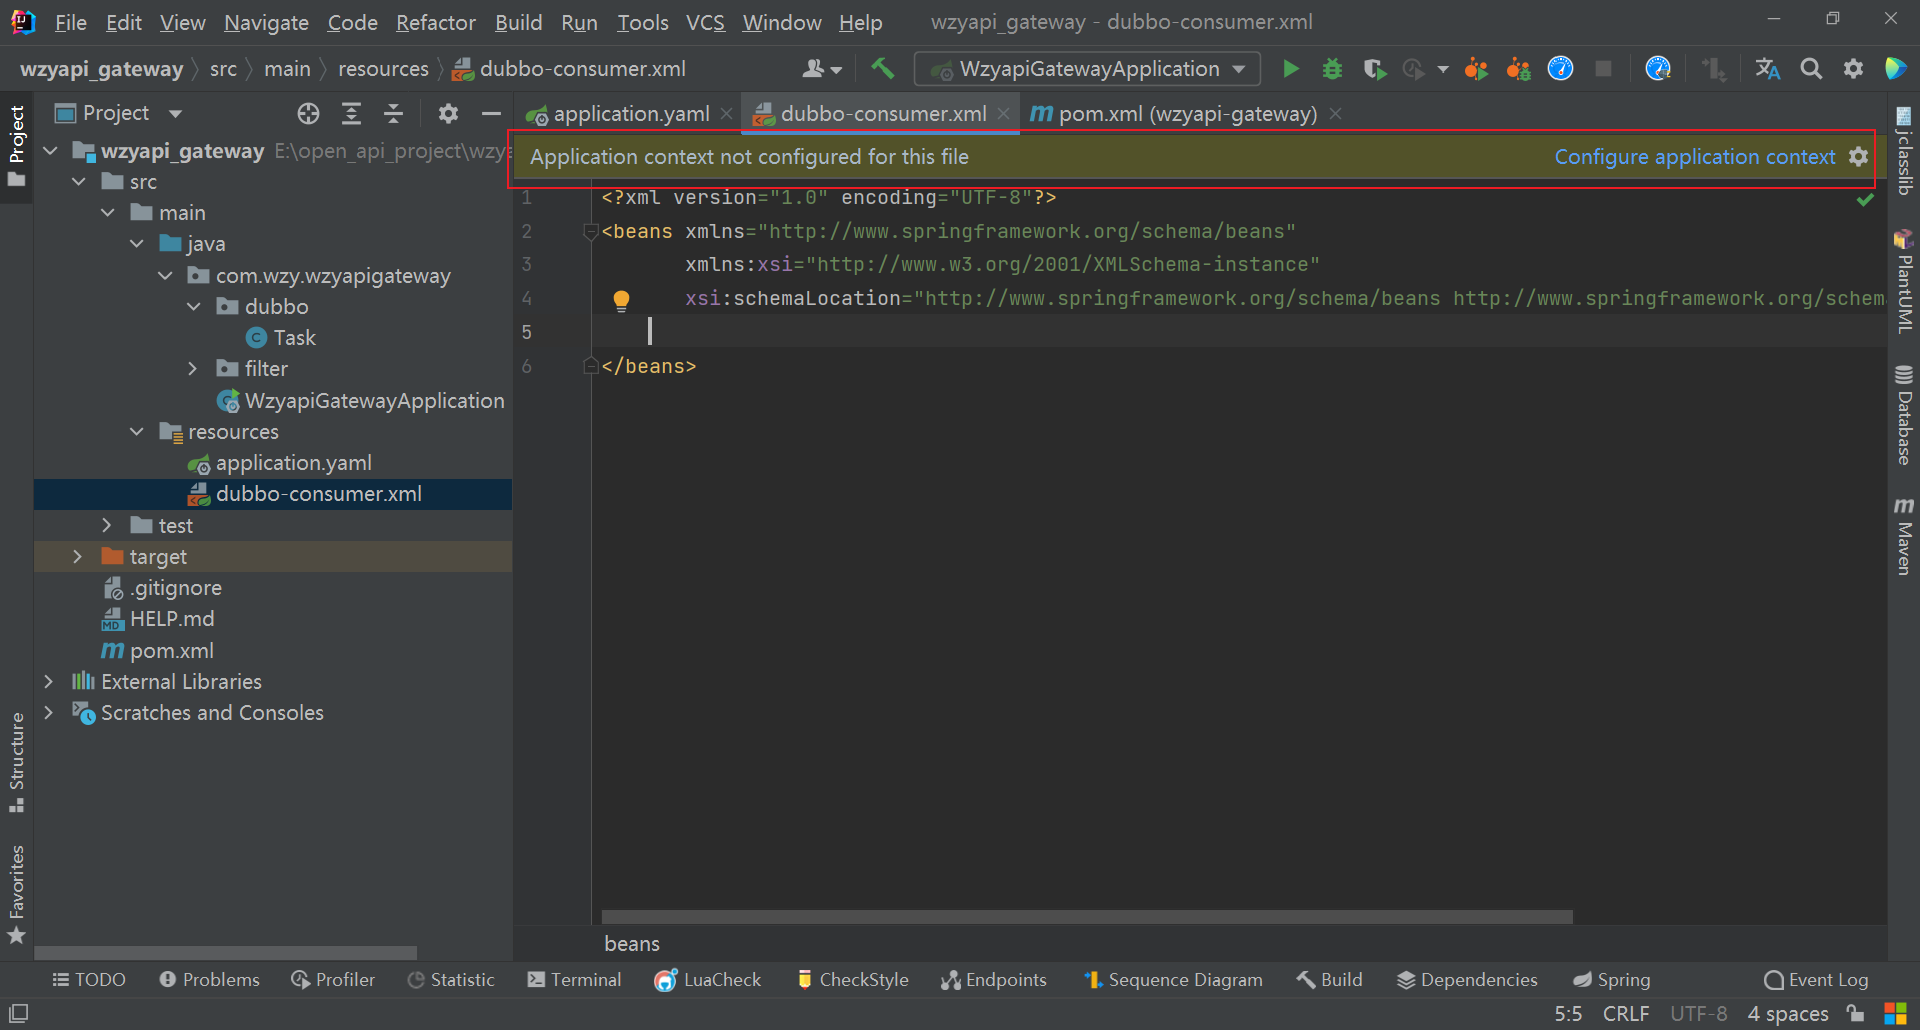 File Edit View Navigate Code Refactor Build Run Tools VCS Window Help wzyapi_gateway - dubbo-consumer.xml
wzyapi_gateway src main resources dubbo-consumer.xml WzyapiGatewayApplication
Project
Project
application.yaml
dubbo-consumer.xml
pom.xml (wzyapi-gateway)
wzyapi_gateway E:\open_api_project\wzy
src
main
java
com.wzy.wzyapigateway
dubbo
Task
filter
WzyapiGatewayApplication
resources
application.yaml
dubbo-consumer.xml
test
target
.gitignore
HELP.md
pom.xml
External Libraries
Scratches and Consoles
Structure
Favorites
Application context not configured for this file Configure application context
1 <?xml version="1.0" encoding="UTF-8"?>
2 <beans xmlns="http://www.springframework.org/schema/beans"
3 xmlns:xsi="http://www.w3.org/2001/XMLSchema-instance"
4 xsi:schemaLocation="http://www.springframework.org/schema/beans http://www.springframework.org/schem
5
6 </beans>
beans
jclasslib
PlantUML
Database
Maven
TODO Problems Profiler Statistic Terminal LuaCheck CheckStyle Endpoints Sequence Diagram Build Dependencies Spring Event Log
5:5 CRLF UTF-8 4 spaces